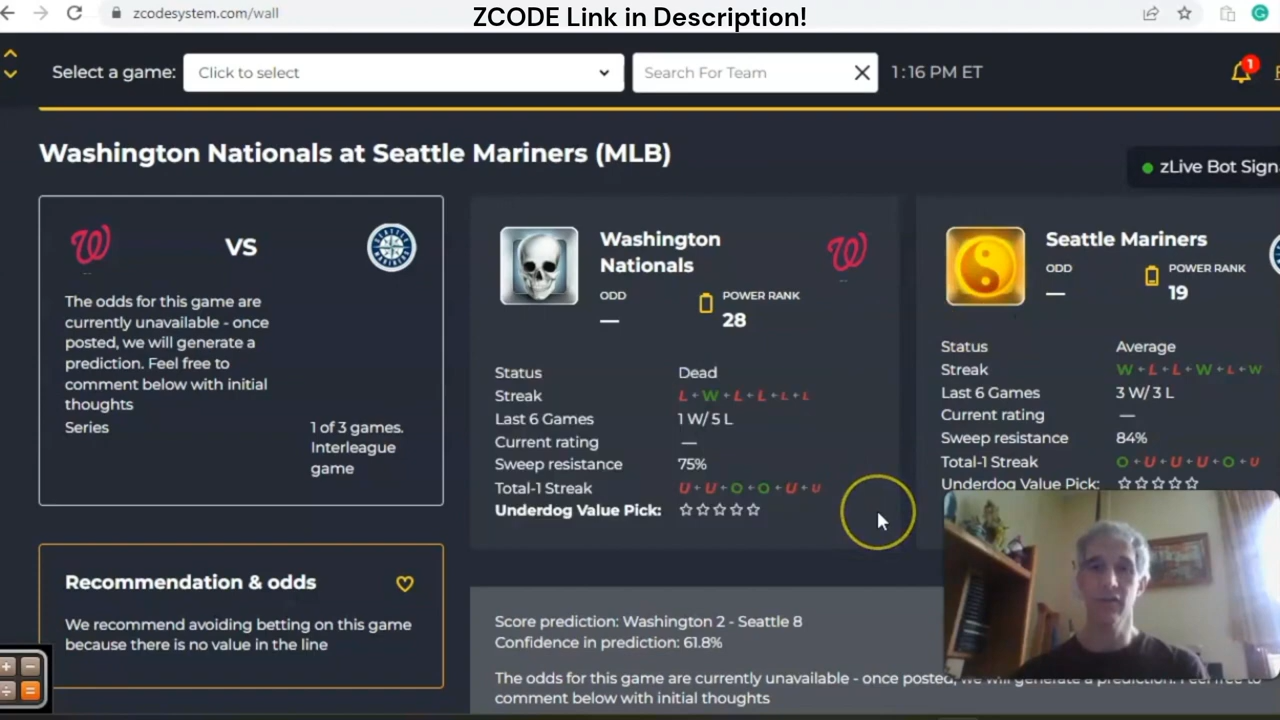 zcodesystem.com/wall
ZCODE Link in Description!
Select a game:
Click to select
Search For Team
1:16 PM ET
1
Washington Nationals at Seattle Mariners (MLB)
zLive Bot Sign
W
VS
The odds for this game are
currently unavailable - once
posted, we will generate a
prediction. Feel free to
comment below with initial
thoughts
Series
1 of 3 games.
Interleague
game
Washington
Nationals
W
ODD
—
POWER RANK
28
Status Dead
Streak L - W - L - L - L - L
Last 6 Games 1 W/ 5 L
Current rating —
Sweep resistance 75%
Total-1 Streak U - U - O - O - U - U
Underdog Value Pick: ☆☆☆☆☆
Seattle Mariners
ODD
—
POWER RANK
19
Status Average
Streak W - L - L - W - L - W
Last 6 Games 3 W/ 3 L
Current rating —
Sweep resistance 84%
Total-1 Streak O - U - U - U - O - U
Underdog Value Pick: ☆☆☆☆☆
Recommendation & odds
We recommend avoiding betting on this game
because there is no value in the line
Score prediction: Washington 2 - Seattle 8
Confidence in prediction: 61.8%
The odds for this game are currently unavailable - once posted, we will generate a prediction. Feel free to
comment below with initial thoughts